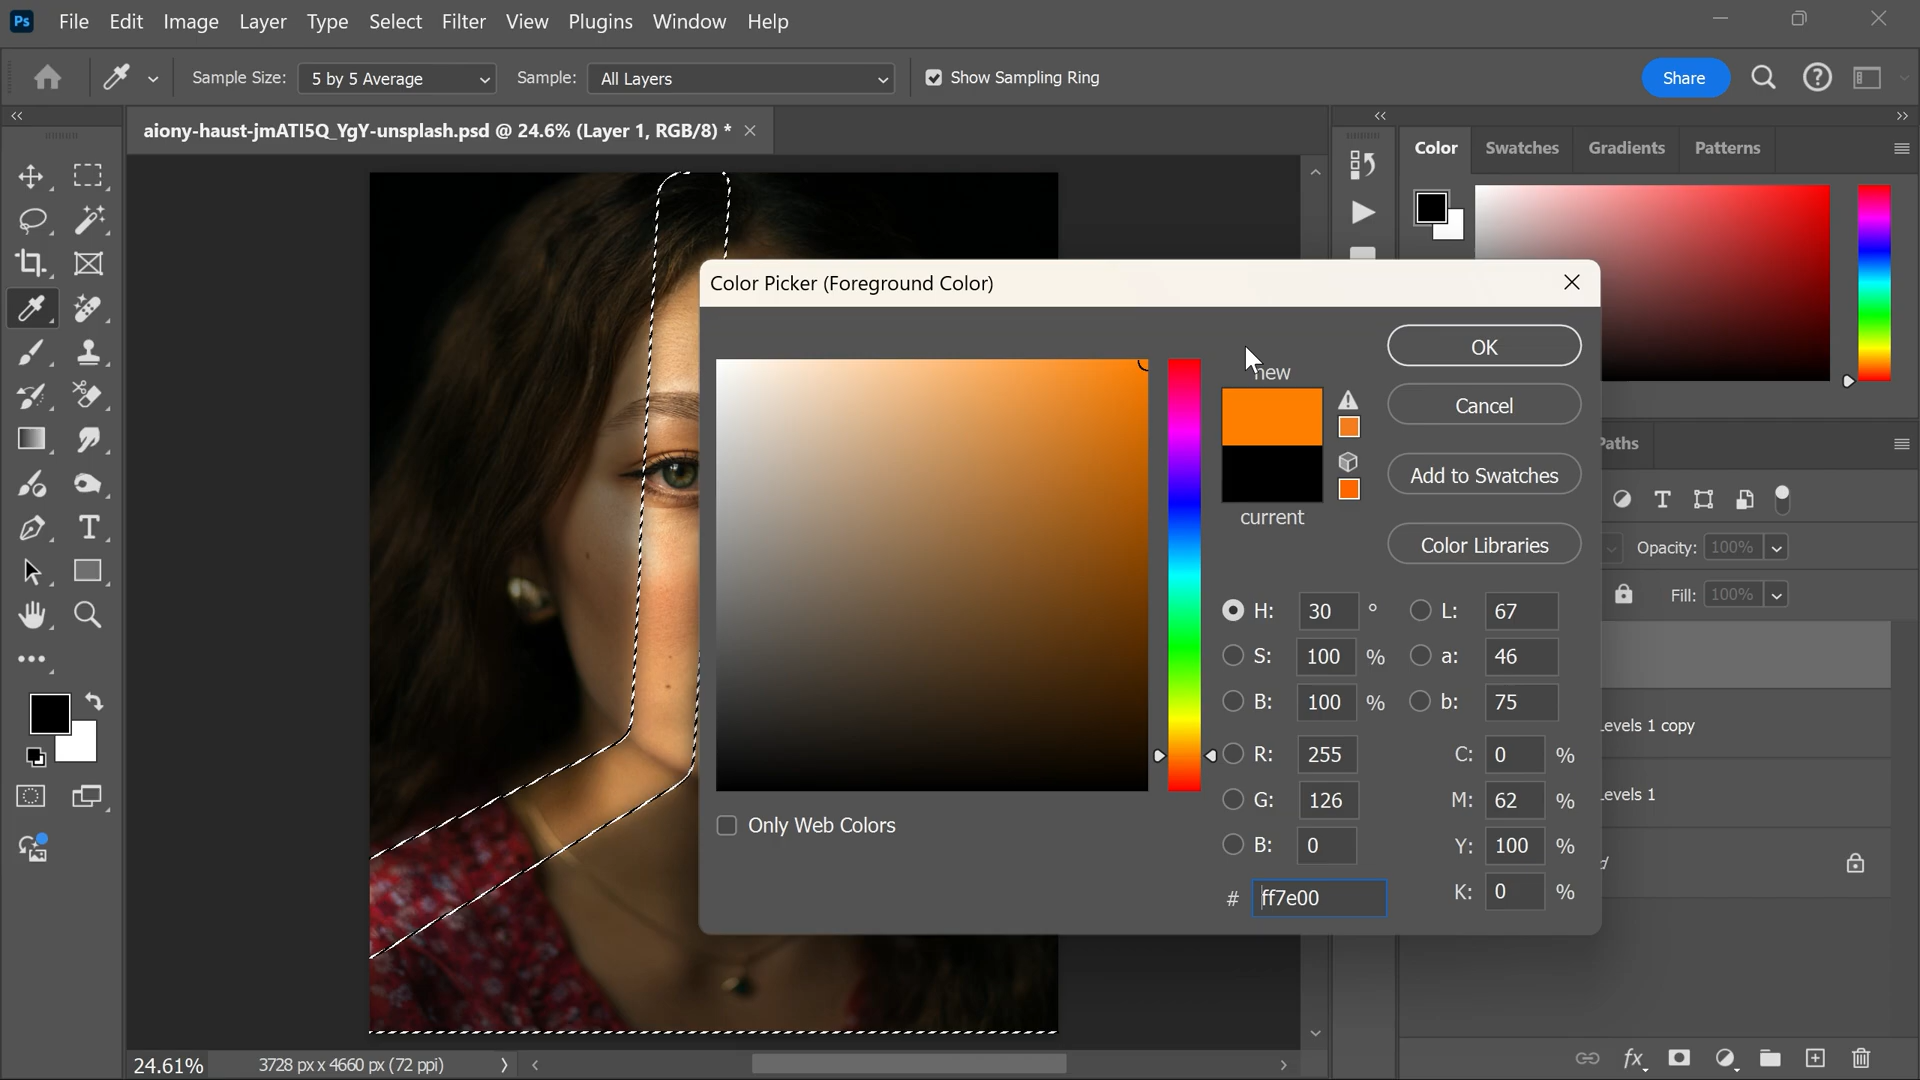 Ps File Edit Image Layer Type Select Filter View Plugins Window Help
Sample Size: 5 by 5 Average Sample: All Layers Show Sampling Ring Share
aiony-haust-jmATI5Q_YgY-unsplash.psd @ 24.6% (Layer 1, RGB/8) *
Color Swatches Gradients Patterns
Color Picker (Foreground Color)
new
OK
Cancel
Add to Swatches
current
Color Libraries
H: 30 ° L: 67
S: 100 % a: 46
B: 100 % b: 75
R: 255 C: 0 %
G: 126 M: 62 %
B: 0 Y: 100 %
# ff7e00 K: 0 %
Only Web Colors
Paths
Opacity: 100%
Fill: 100%
Levels 1 copy
Levels 1
24.61% 3728 px x 4660 px (72 ppi)
fx